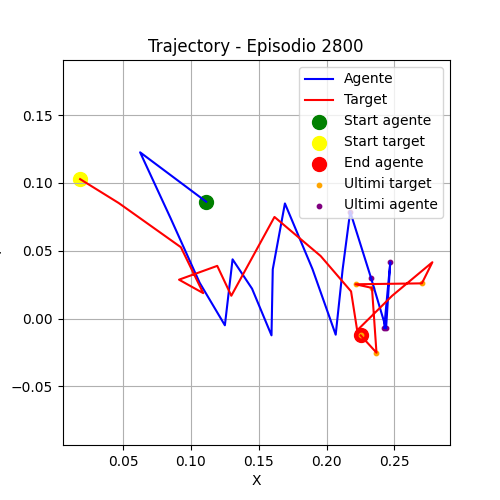 Trajectory - Episodio 2800
Agente
Target
Start agente
Start target
End agente
Ultimi target
Ultimi agente
0.15
0.10
0.05
0.00
−0.05
0.05
0.10
0.15
0.20
0.25
X